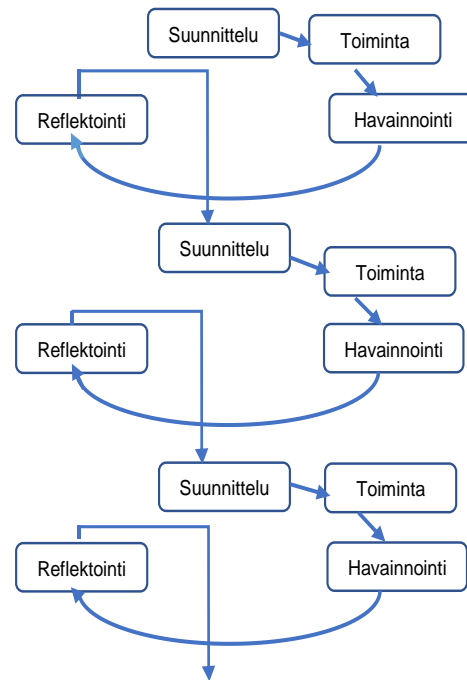 Suunnittelu
Toiminta
Reflektointi
Havainnointi
Suunnittelu
Toiminta
Reflektointi
Havainnointi
Suunnittelu
Toiminta
Reflektointi
Havainnointi